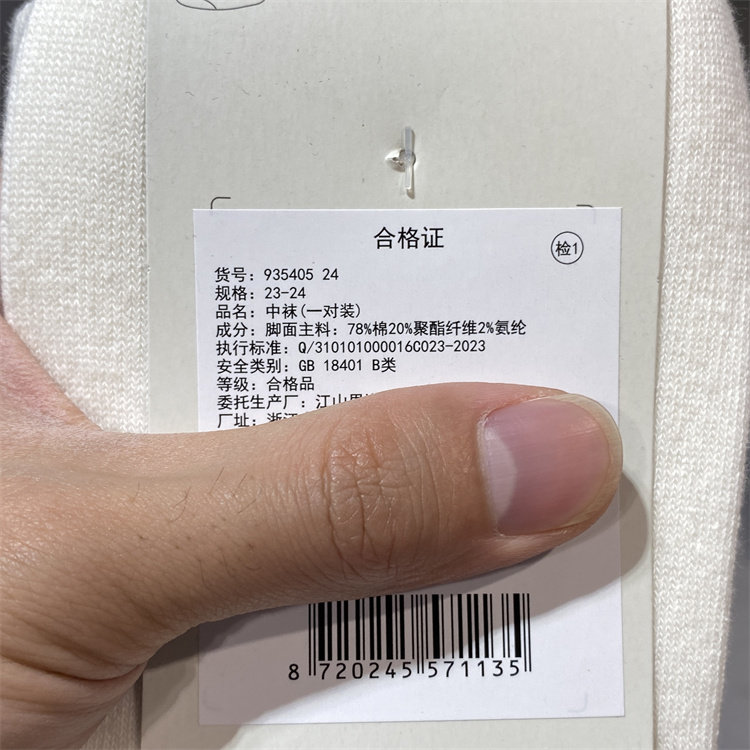 合格证
检1
货号：935405 24
规格：23-24
品名：中袜(一对装)
成分：脚面主料：78%棉20%聚酯纤维2%氨纶
执行标准：Q/310101000016C023-2023
安全类别：GB 18401 B类
等级：合格品
委托生产厂：江山
厂址：浙江
8 720245 571135